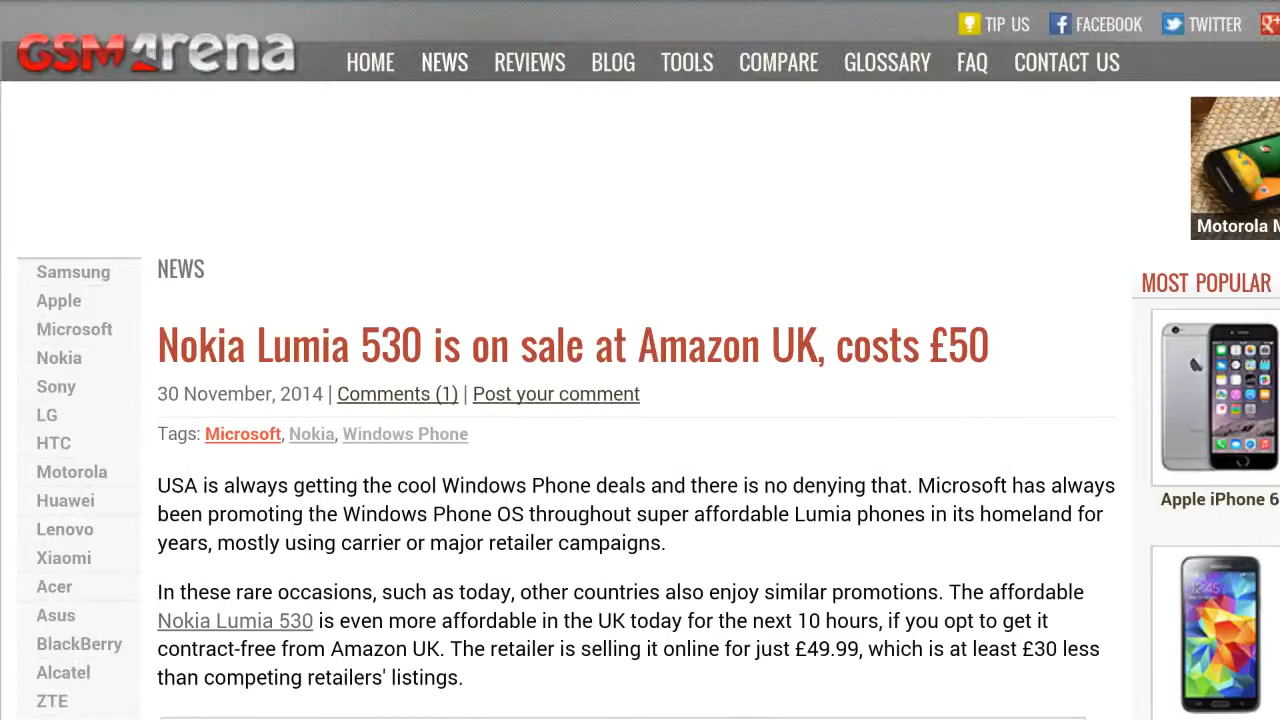 TIP US FACEBOOK TWITTER
GSMArena
HOME NEWS REVIEWS BLOG TOOLS COMPARE GLOSSARY FAQ CONTACT US
Motorola M
Samsung
Apple
Microsoft
Nokia
Sony
LG
HTC
Motorola
Huawei
Lenovo
Xiaomi
Acer
Asus
BlackBerry
Alcatel
ZTE
NEWS
Nokia Lumia 530 is on sale at Amazon UK, costs £50
30 November, 2014 | Comments (1) | Post your comment
Tags: Microsoft, Nokia, Windows Phone
USA is always getting the cool Windows Phone deals and there is no denying that. Microsoft has always
been promoting the Windows Phone OS throughout super affordable Lumia phones in its homeland for
years, mostly using carrier or major retailer campaigns.
In these rare occasions, such as today, other countries also enjoy similar promotions. The affordable
Nokia Lumia 530 is even more affordable in the UK today for the next 10 hours, if you opt to get it
contract-free from Amazon UK. The retailer is selling it online for just £49.99, which is at least £30 less
than competing retailers' listings.
MOST POPULAR
Apple iPhone 6
12:45